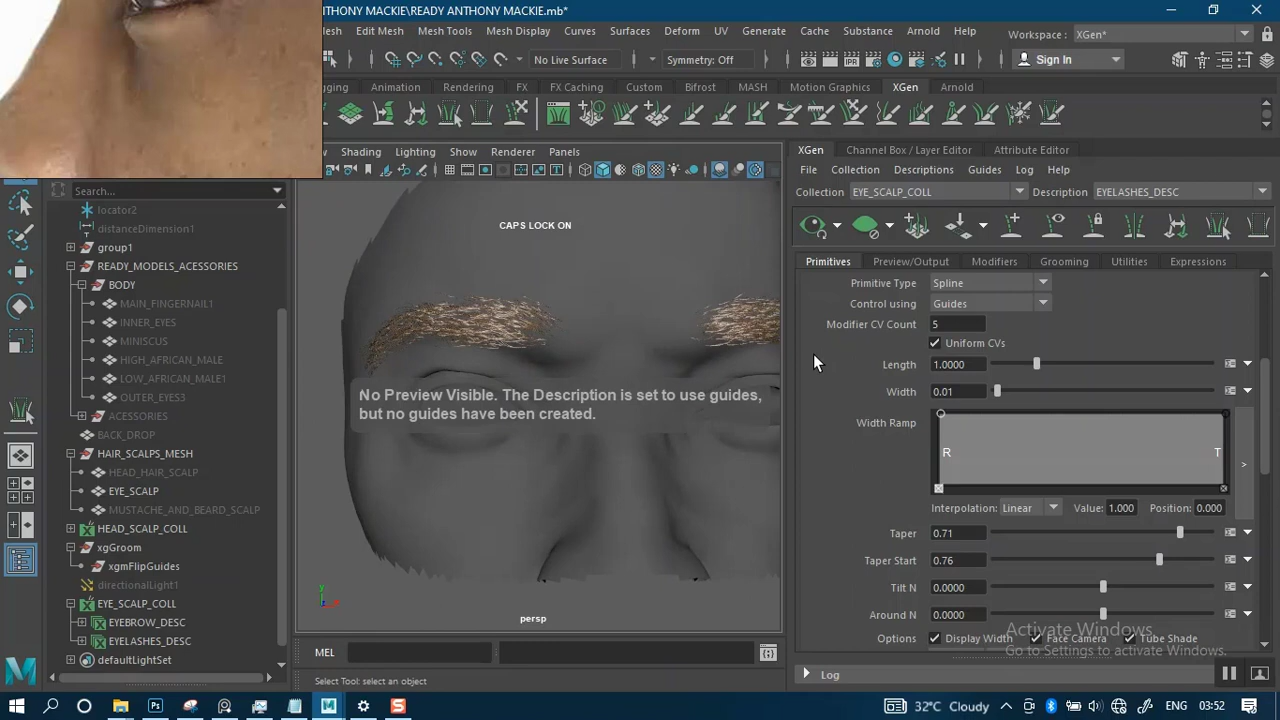 ANTHONY MACKIE\READY ANTHONY MACKIE.mb*
Edit Mesh Mesh Tools Mesh Display Curves Surfaces Deform UV Generate Cache Substance Arnold Help
Workspace : XGen*
No Live Surface Symmetry: Off Sign In
Animation Rendering FX FX Caching Custom Bifrost MASH Motion Graphics XGen Arnold
Shading Lighting Show Renderer Panels
XGen Channel Box / Layer Editor Attribute Editor
File Collection Descriptions Guides Log Help
Search...
Collection EYE_SCALP_COLL Description EYELASHES_DESC
locator2
distanceDimension1
group1
READY_MODELS_ACESSORIES
BODY
MAIN_FINGERNAIL1
INNER_EYES
MINISCUS
HIGH_AFRICAN_MALE
LOW_AFRICAN_MALE1
OUTER_EYES3
ACESSORIES
BACK_DROP
HAIR_SCALPS_MESH
HEAD_HAIR_SCALP
EYE_SCALP
MUSTACHE_AND_BEARD_SCALP
HEAD_SCALP_COLL
xgGroom
xgmFlipGuides
directionalLight1
EYE_SCALP_COLL
EYEBROW_DESC
EYELASHES_DESC
defaultLightSet
CAPS LOCK ON
No Preview Visible. The Description is set to use guides,
but no guides have been created.
persp
Primitives Preview/Output Modifiers Grooming Utilities Expressions
Primitive Type Spline
Control using Guides
Modifier CV Count 5
Uniform CVs
Length 1.0000
Width 0.01
Width Ramp
R T
Interpolation: Linear Value: 1.000 Position: 0.000
Taper 0.71
Taper Start 0.76
Tilt N 0.0000
Around N 0.0000
Options Display Width Face Camera Tube Shade
Activate Windows
Go to Settings to activate Windows.
MEL
Log
Select Tool: select an object
32°C Cloudy ENG 03:52